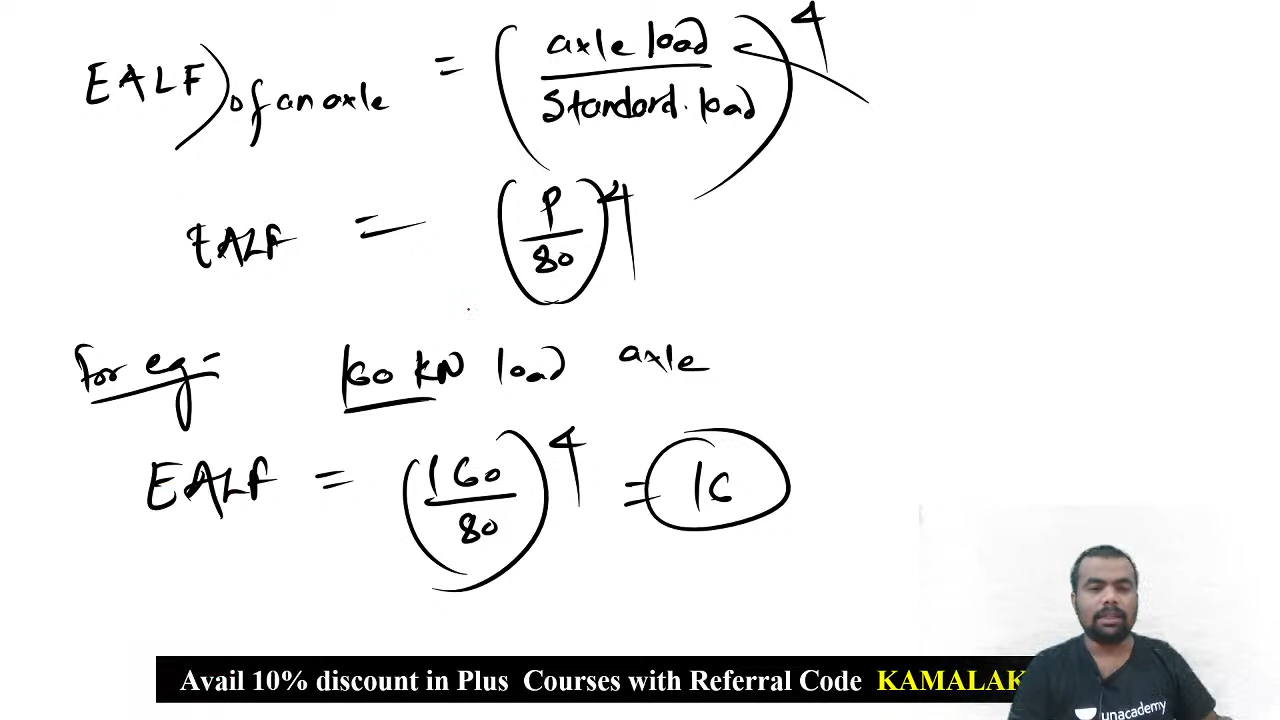 EALF) of an axle = (axle load / Standard. load)^4
EALF = (P / 80)^4
For eg:- 160 KN load axle
EALF = (160 / 80)^4 = 16
Avail 10% discount in Plus Courses with Referral Code KAMALAK
unacademy